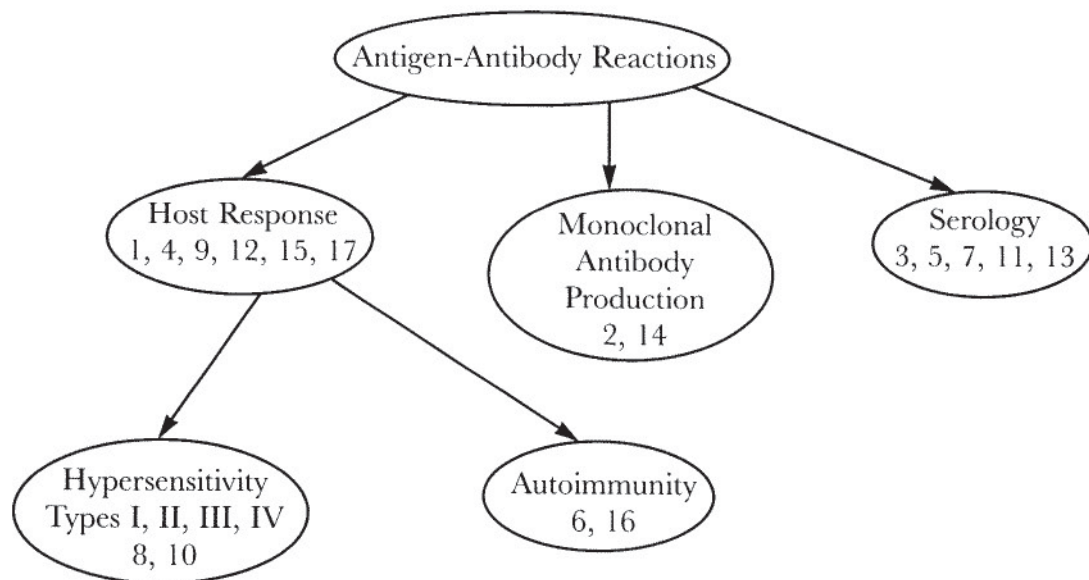 Antigen-Antibody Reactions
Host Response
1, 4, 9, 12, 15, 17
Monoclonal
Antibody
Production
2, 14
Serology
3, 5, 7, 11, 13
Hypersensitivity
Types I, II, III, IV
8, 10
Autoimmunity
6, 16